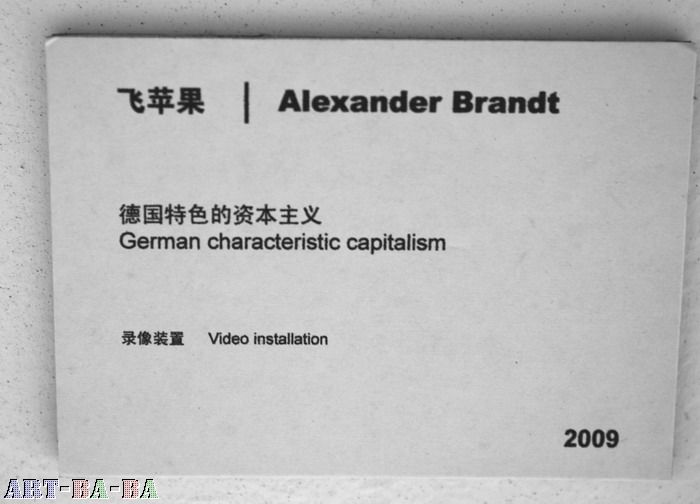 飞苹果 | Alexander Brandt
德国特色的资本主义
German characteristic capitalism
录像装置 Video installation
2009
ART-BA-BA